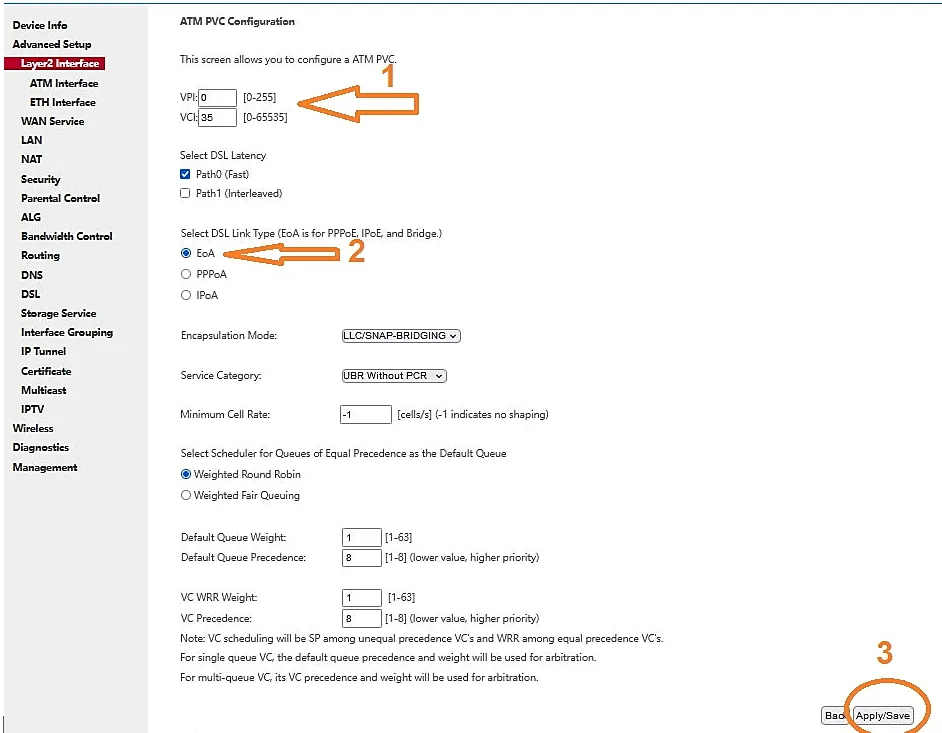 Device Info
Advanced Setup
Layer2 Interface
ATM Interface
ETH Interface
WAN Service
LAN
NAT
Security
Parental Control
ALG
Bandwidth Control
Routing
DNS
DSL
Storage Service
Interface Grouping
IP Tunnel
Certificate
Multicast
IPTV
Wireless
Diagnostics
Management
ATM PVC Configuration
This screen allows you to configure a ATM PVC.
1
VPI: 0 [0-255]
VCI: 35 [0-65535]
Select DSL Latency
Path0 (Fast)
Path1 (Interleaved)
Select DSL Link Type (EoA is for PPPoE, IPoE, and Bridge.)
EoA 2
PPPoA
IPoA
Encapsulation Mode: LLC/SNAP-BRIDGING
Service Category: UBR Without PCR
Minimum Cell Rate: -1 [cells/s] (-1 indicates no shaping)
Select Scheduler for Queues of Equal Precedence as the Default Queue
Weighted Round Robin
Weighted Fair Queuing
Default Queue Weight: 1 [1-63]
Default Queue Precedence: 8 [1-8] (lower value, higher priority)
VC WRR Weight: 1 [1-63]
VC Precedence: 8 [1-8] (lower value, higher priority)
Note: VC scheduling will be SP among unequal precedence VC's and WRR among equal precedence VC's.
For single queue VC, the default queue precedence and weight will be used for arbitration.
For multi-queue VC, its VC precedence and weight will be used for arbitration.
3
Back Apply/Save